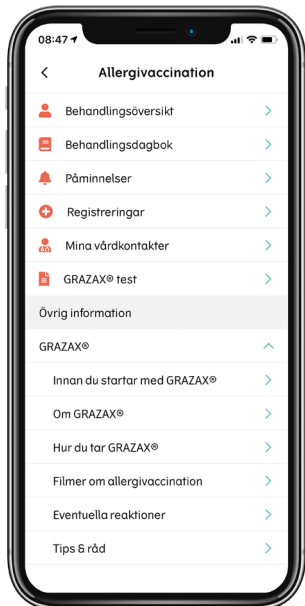 08:47
Allergivaccination
Behandlingsöversikt
Behandlingsdagbok
Påminnelser
Registreringar
Mina vårdkontakter
GRAZAX® test
Övrig information
GRAZAX®
Innan du startar med GRAZAX®
Om GRAZAX®
Hur du tar GRAZAX®
Filmer om allergivaccination
Eventuella reaktioner
Tips & råd